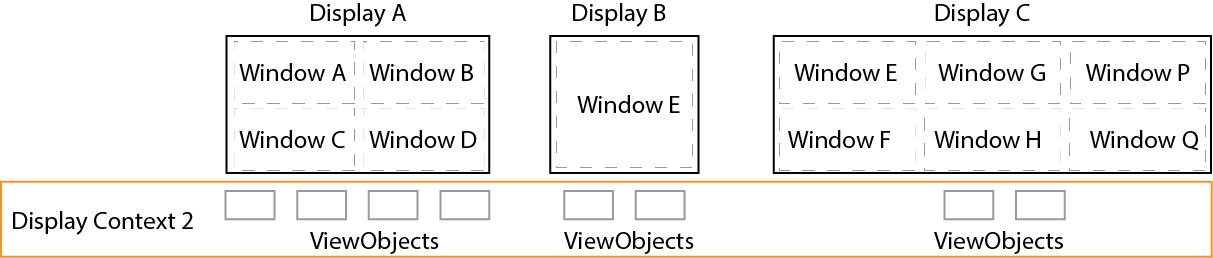 Display A Display B Display C
Window A Window B Window E Window G Window P
Window E
Window C Window D Window F Window H Window Q
Display Context 2
ViewObjects ViewObjects ViewObjects